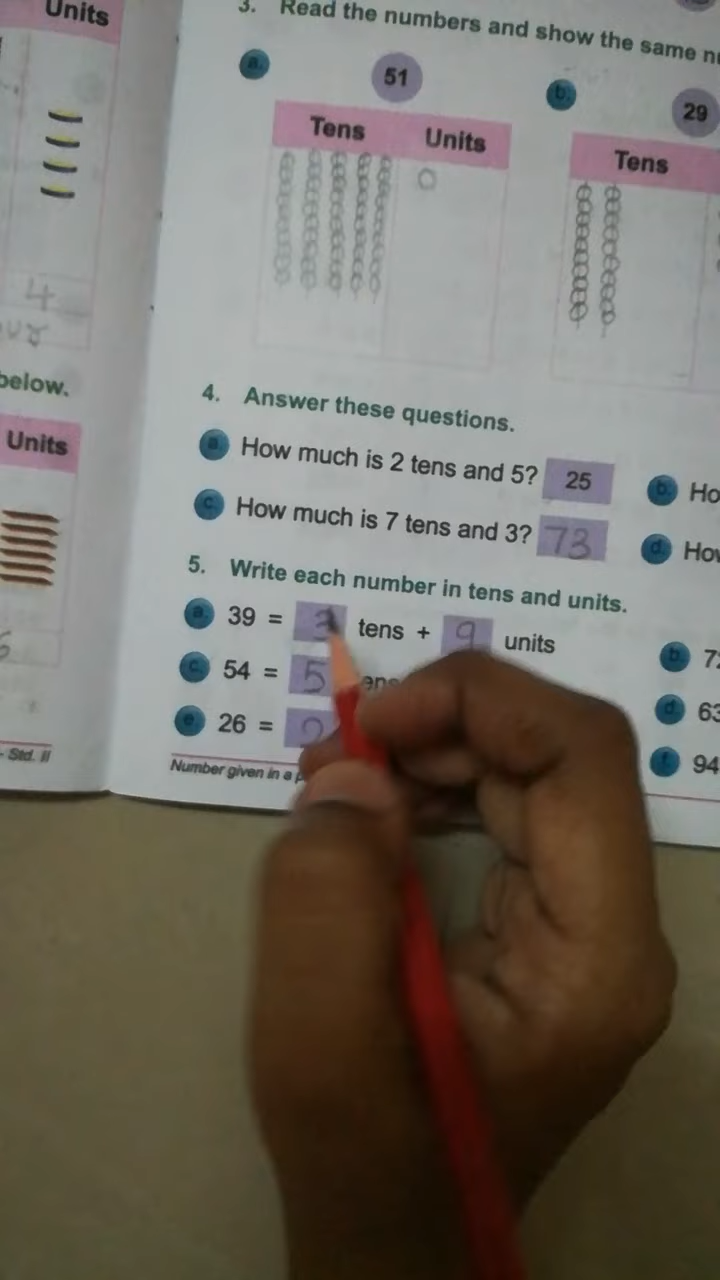 Units
4
below.
Units
3. Read the numbers and show the same
a. 51 b. 29
Tens Units Tens
4. Answer these questions.
a. How much is 2 tens and 5? 25 b.
c. How much is 7 tens and 3? 73 d. How
5. Write each number in tens and units.
a. 39 = 3 tens + 9 units b.
c. 54 = 5 d. 63
e. 26 = 2 f. 94
- Std. II
Number given in a